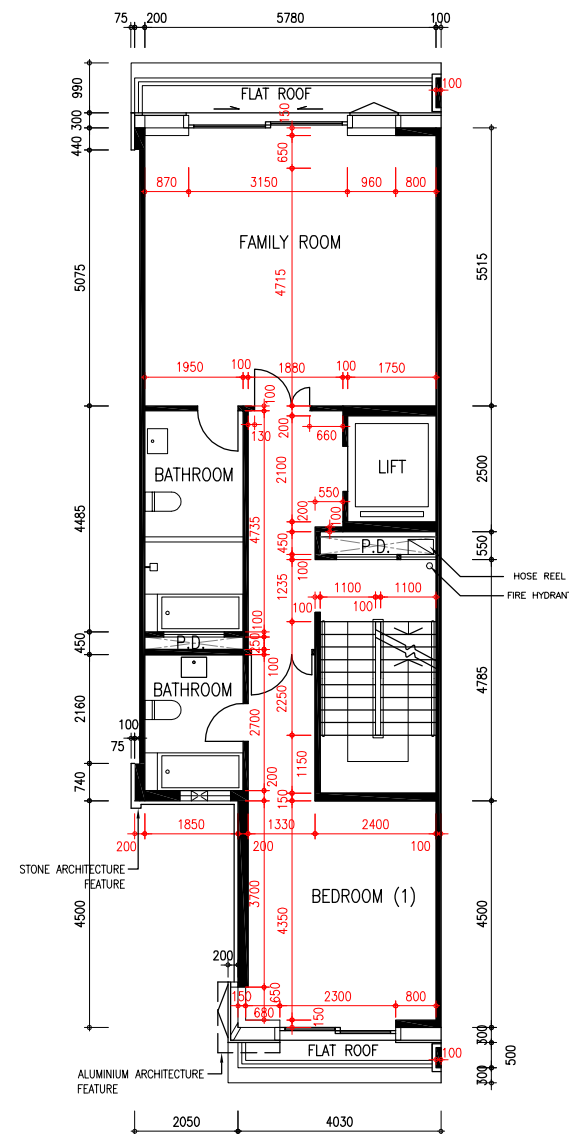 75 200 5780 100
990
FLAT ROOF
100
300
150
440
650
870 3150 960 800
FAMILY ROOM
5075
4715
5515
1950 100 1880 100 1750
100
130
200
660
BATHROOM
LIFT
2100
2500
4485
4735
550
200
100
450
P.D.
550
100
HOSE REEL
1235
1100 1100
FIRE HYDRANT
100
100
100
450
P.D.
250
100
BATHROOM
2160
2250
4785
2700
100
75
1150
740
200
150
1850 1330 2400
200 200 100
STONE ARCHITECTURE
FEATURE
3700
BEDROOM (1)
4500
4350
4500
200
650
150
2300 800
680
150
300
FLAT ROOF
100
500
ALUMINIUM ARCHITECTURE
FEATURE
300
2050 4030